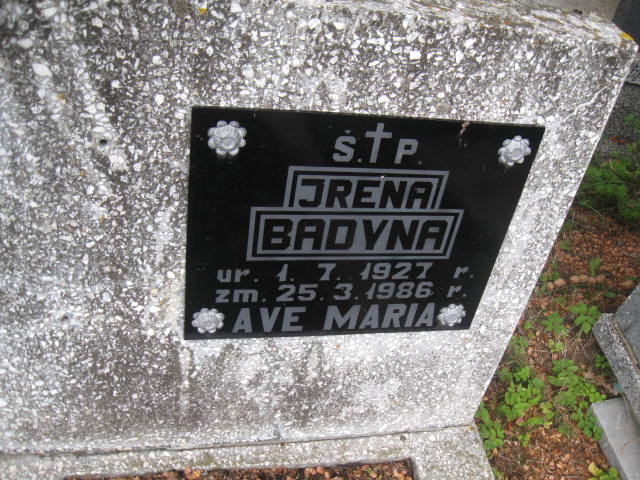 Ś.†P.
JRENA
BADYNA
ur. 1. 7. 1927 r.
zm. 25. 3. 1986 r.
AVE MARIA